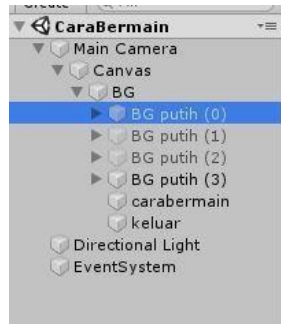 CaraBermain
Main Camera
Canvas
BG
BG putih (0)
BG putih (1)
BG putih (2)
BG putih (3)
carabermain
keluar
Directional Light
EventSystem